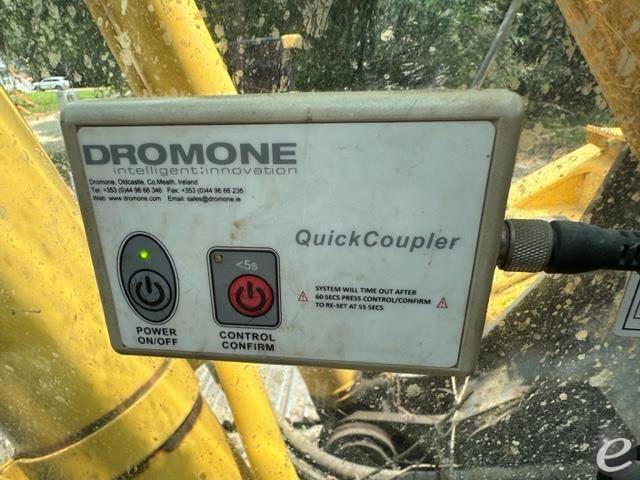 DROMONE
intelligent:innovation
Dromone, Oldcastle, Co.Meath, Ireland
Tel: +353 (0)44 96 66 346 Fax: +353 (0)44 96 66 236
Web: www.dromone.com Email: sales@dromone.ie
QuickCoupler
<5s
SYSTEM WILL TIME OUT AFTER
60 SECS PRESS CONTROL/CONFIRM
TO RE-SET AT 55 SECS
POWER
ON/OFF
CONTROL
CONFIRM
e